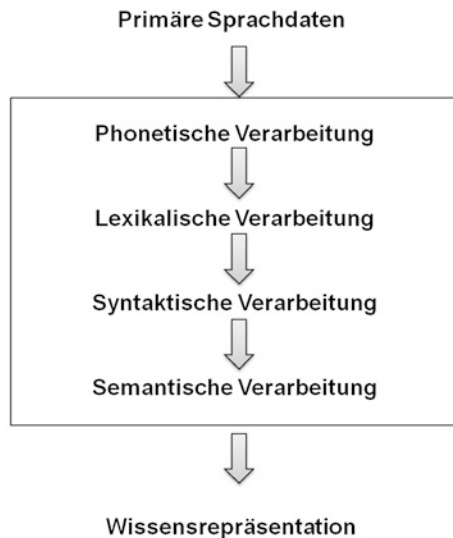 Primäre Sprachdaten
Phonetische Verarbeitung
Lexikalische Verarbeitung
Syntaktische Verarbeitung
Semantische Verarbeitung
Wissensrepräsentation